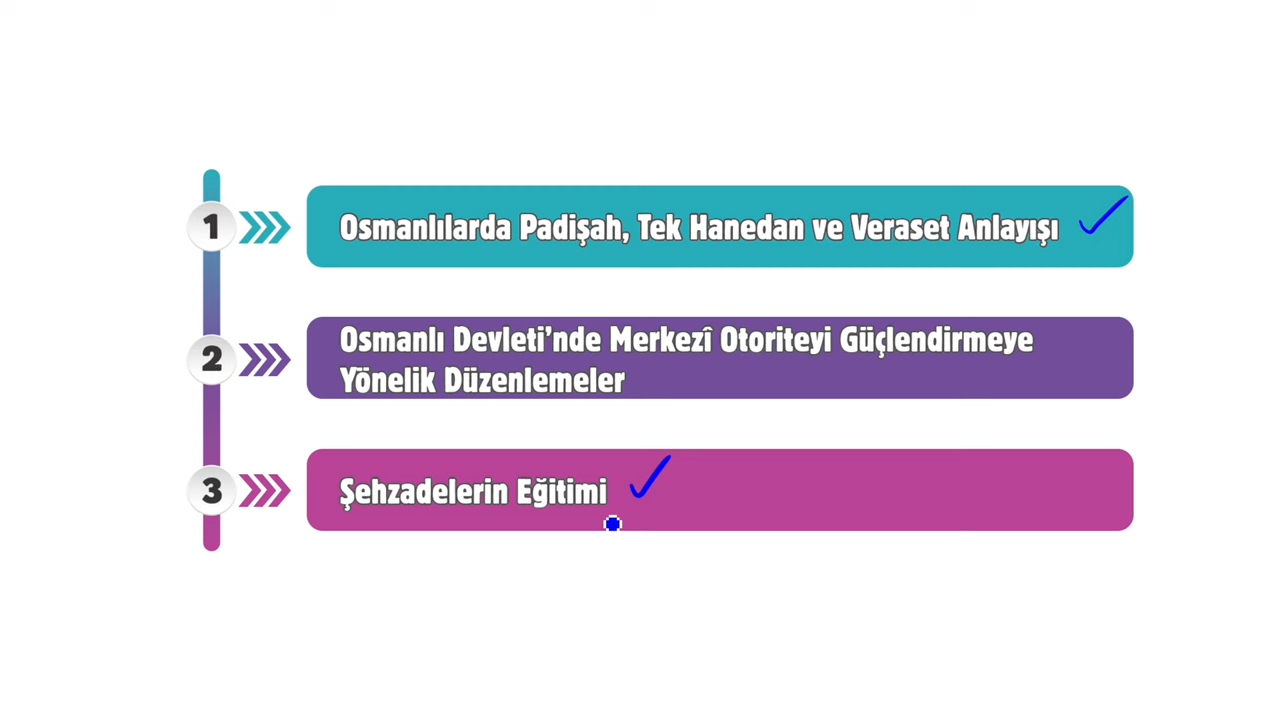 1
Osmanlılarda Padişah, Tek Hanedan ve Veraset Anlayışı
2
Osmanlı Devleti’nde Merkezî Otoriteyi Güçlendirmeye
Yönelik Düzenlemeler
3
Şehzadelerin Eğitimi